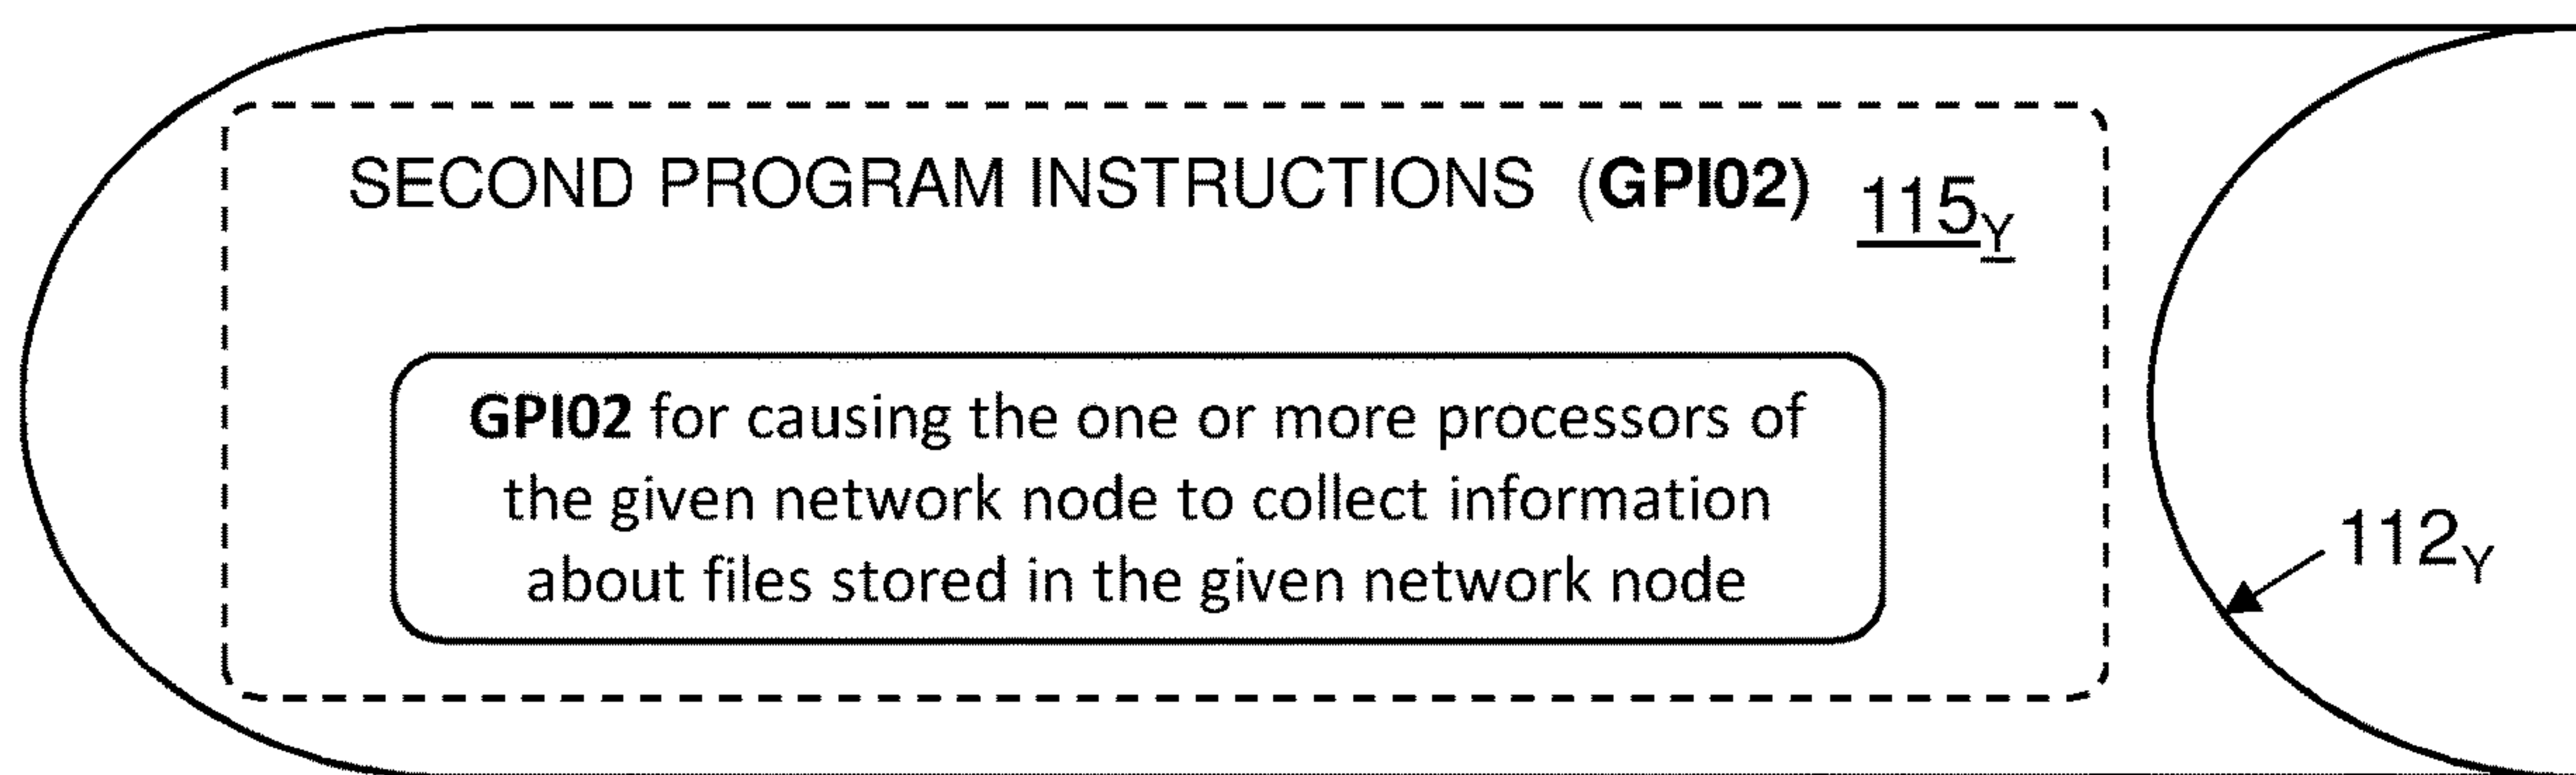 SECOND PROGRAM INSTRUCTIONS (GPI02) 115Y
GPI02 for causing the one or more processors of
the given network node to collect information
about files stored in the given network node
112Y